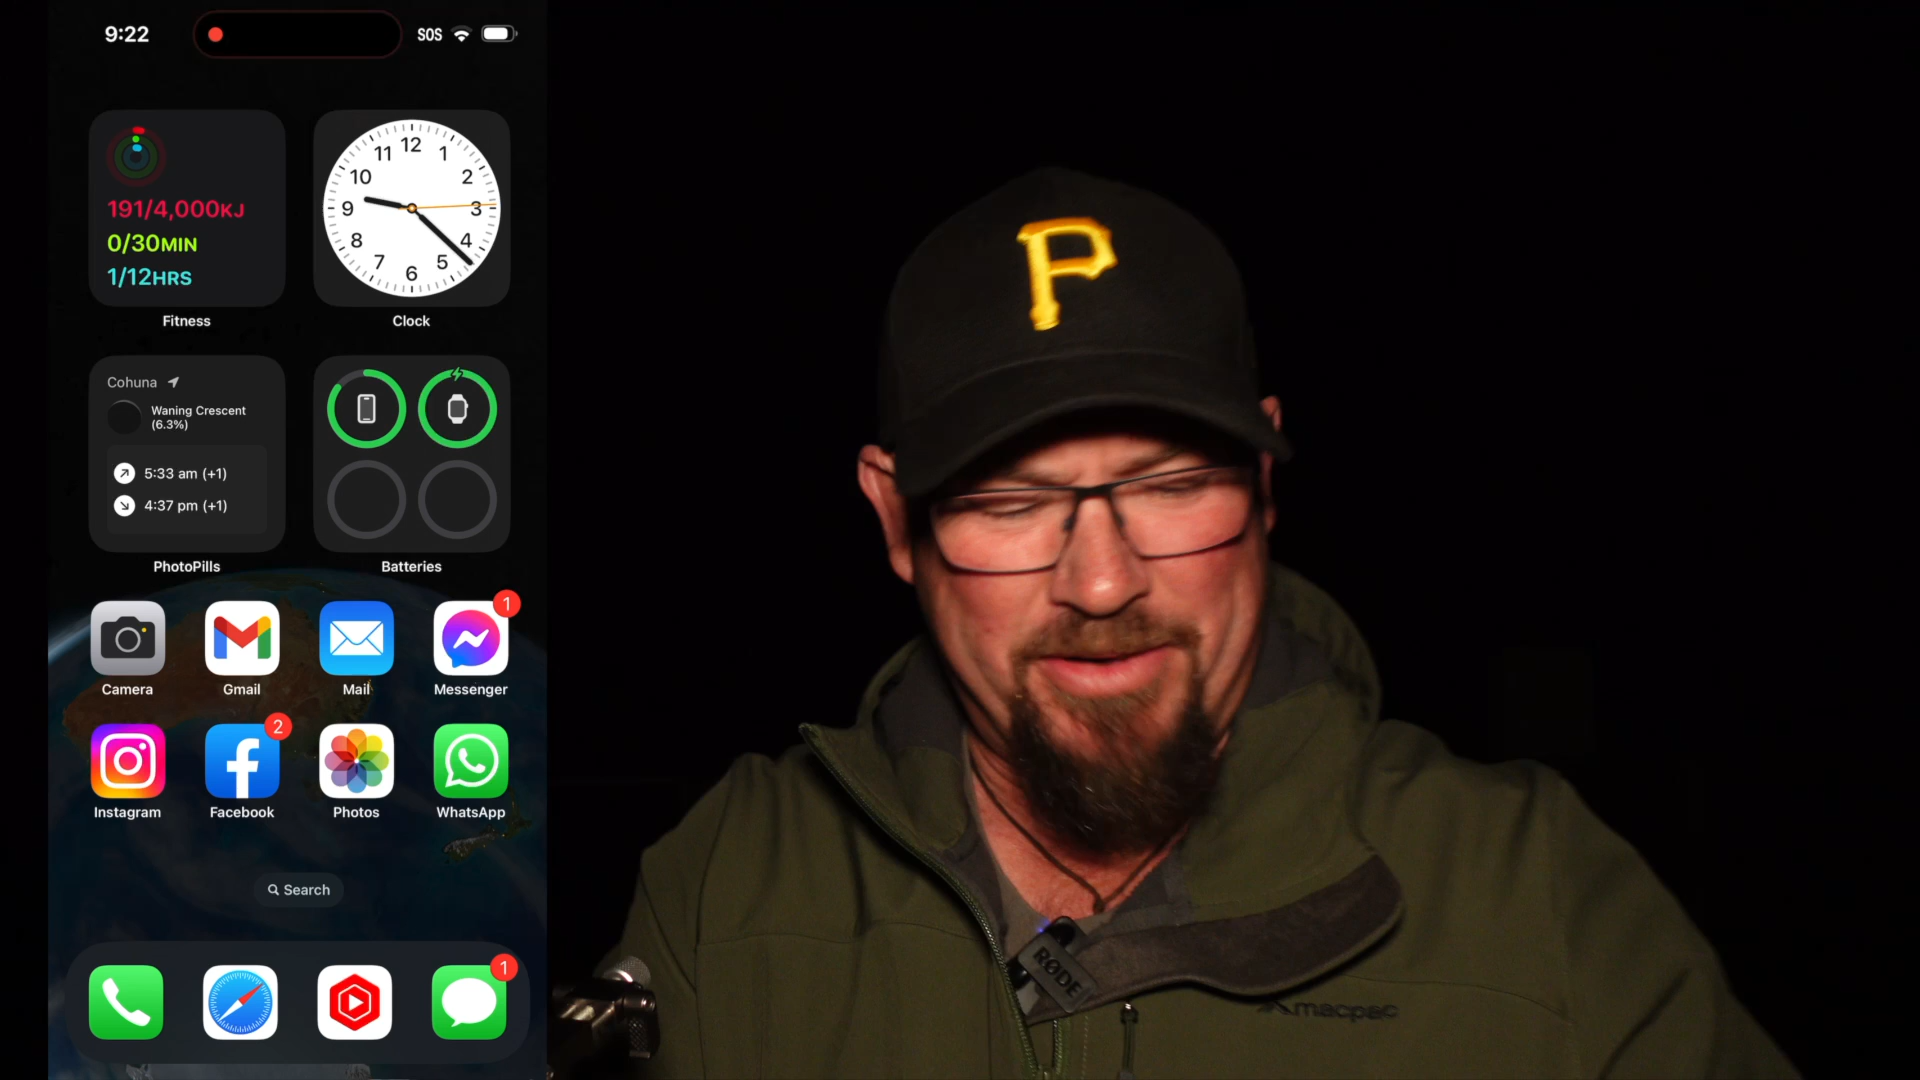 9:22
SOS
191/4,000KJ
0/30MIN
1/12HRS
Fitness
12
1
2
3
4
5
6
7
8
9
10
11
Clock
Cohuna
Waning Crescent
(6.3%)
5:33 am (+1)
4:37 pm (+1)
PhotoPills
Batteries
1
Camera
Gmail
Mail
Messenger
2
Instagram
Facebook
Photos
WhatsApp
Search
1
P
RØDE
macpac